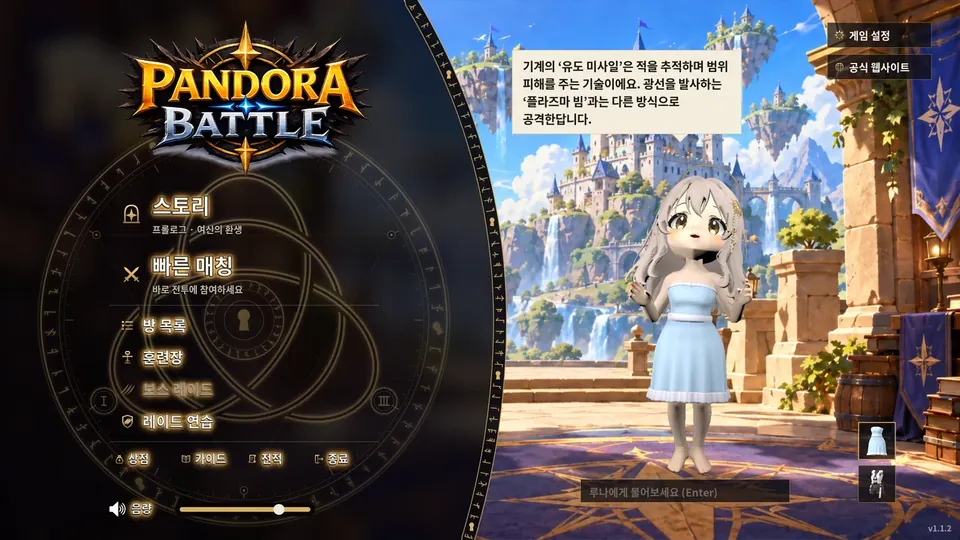 PANDORA
BATTLE
스토리
프롤로그 · 여신의 환생
빠른 매칭
바로 전투에 참여하세요
방 목록
훈련장
보스 레이드
레이드 연습
상점
가이드
전적
종료
음량
I
III
기계의 ‘유도 미사일’은 적을 추적하며 범위
피해를 주는 기술이에요. 광선을 발사하는
‘플라즈마 빔’과는 다른 방식으로
공격한답니다.
게임 설정
공식 웹사이트
루나에게 물어보세요 (Enter)
v1.1.2